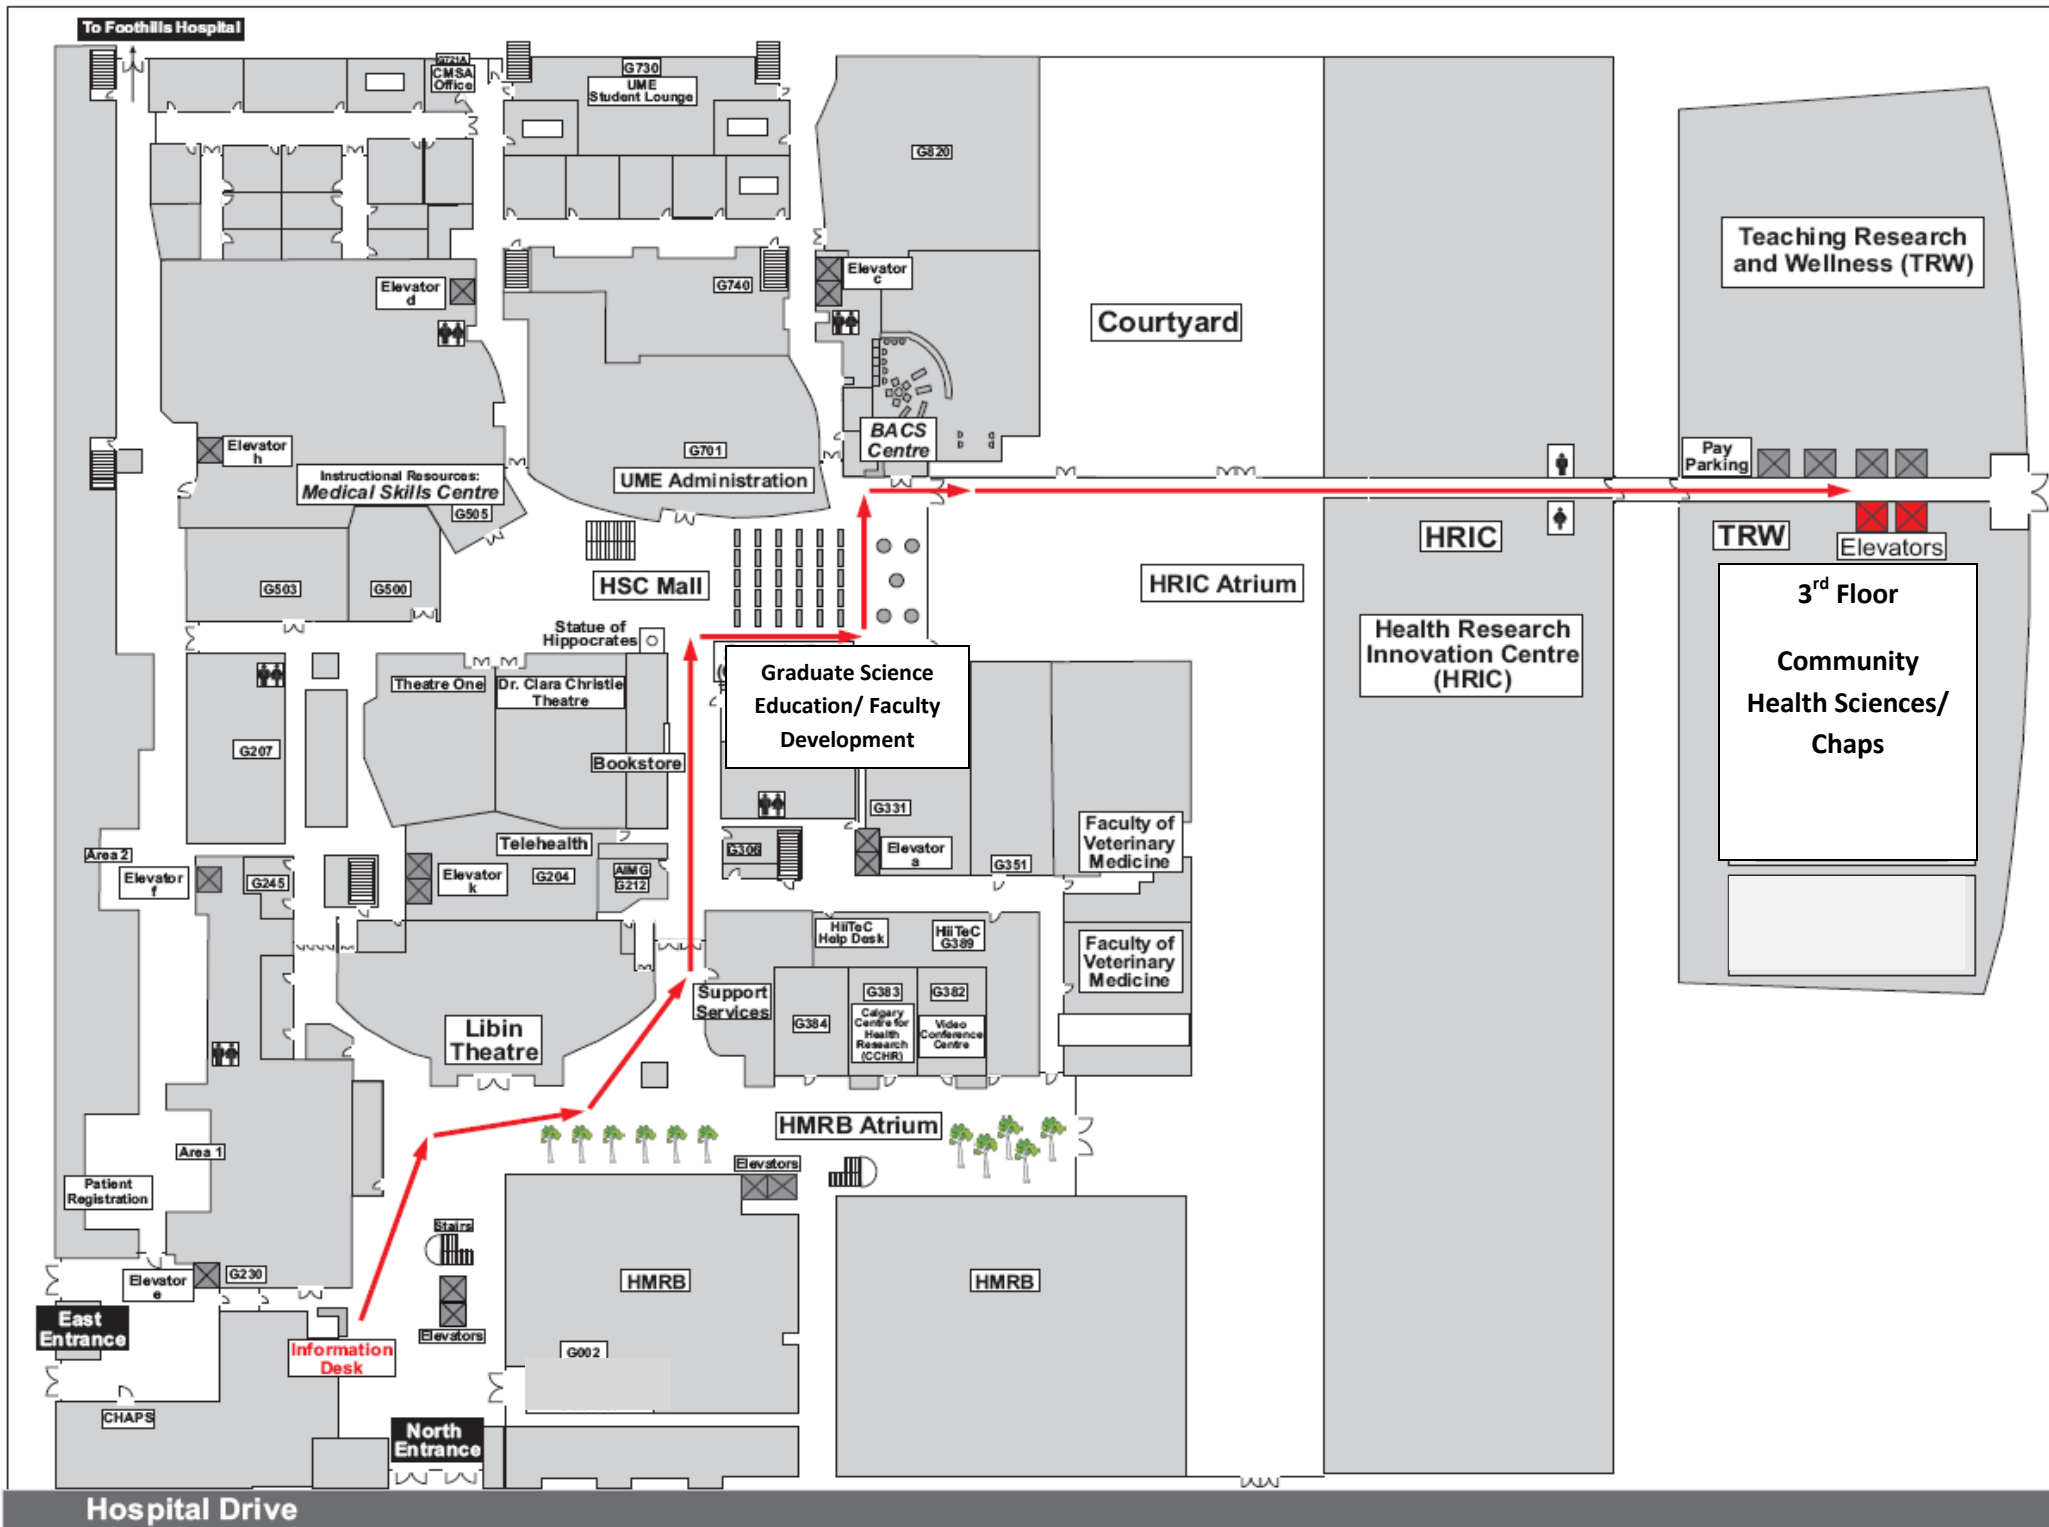 To Foothills Hospital
G721A
CMSA
Office
G730
UME
Student Lounge
G820
Teaching Research
and Wellness (TRW)
Elevator
d
G740
Elevator
c
Courtyard
Elevator
h
Instructional Resources:
Medical Skills Centre
G505
G701
UME Administration
BACS
Centre
Pay
Parking
G503
G500
HSC Mall
HRIC Atrium
HRIC
TRW
Elevators
Statue of
Hippocrates
Health Research
Innovation Centre
(HRIC)
3rd Floor
Community
Health Sciences/
Chaps
Theatre One
Dr. Clara Christie
Theatre
Graduate Science
Education/ Faculty
Development
G207
Bookstore
G331
Area 2
Elevator
f
G245
Telehealth
Elevator
k
G204
AIMG
G212
G306
Elevator
a
G351
Faculty of
Veterinary
Medicine
HiiTeC
Help Desk
HiiTeC
G389
Faculty of
Veterinary
Medicine
Support
Services
G384
G383
Calgary
Centre for
Health
Research
(CCHR)
G382
Video
Conference
Centre
Libin
Theatre
HMRB Atrium
Area 1
Patient
Registration
Elevators
Stairs
Elevator
e
G230
HMRB
HMRB
East
Entrance
Information
Desk
Elevators
G002
CHAPS
North
Entrance
Hospital Drive